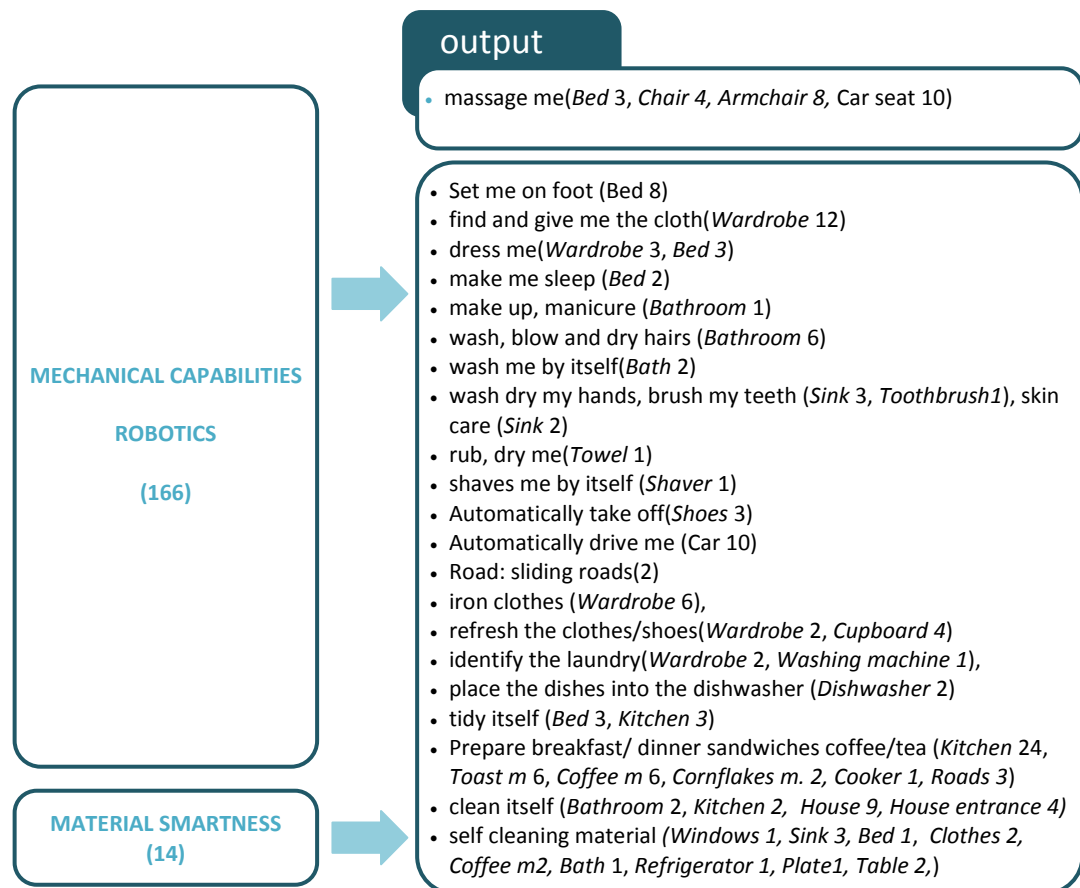 output
• massage me(Bed 3, Chair 4, Armchair 8, Car seat 10)
MECHANICAL CAPABILITIES
ROBOTICS
(166)
• Set me on foot (Bed 8)
• find and give me the cloth(Wardrobe 12)
• dress me(Wardrobe 3, Bed 3)
• make me sleep (Bed 2)
• make up, manicure (Bathroom 1)
• wash, blow and dry hairs (Bathroom 6)
• wash me by itself(Bath 2)
• wash dry my hands, brush my teeth (Sink 3, Toothbrush1), skin
care (Sink 2)
• rub, dry me(Towel 1)
• shaves me by itself (Shaver 1)
• Automatically take off(Shoes 3)
• Automatically drive me (Car 10)
• Road: sliding roads(2)
• iron clothes (Wardrobe 6),
• refresh the clothes/shoes(Wardrobe 2, Cupboard 4)
• identify the laundry(Wardrobe 2, Washing machine 1),
• place the dishes into the dishwasher (Dishwasher 2)
• tidy itself (Bed 3, Kitchen 3)
• Prepare breakfast/ dinner sandwiches coffee/tea (Kitchen 24,
Toast m 6, Coffee m 6, Cornflakes m. 2, Cooker 1, Roads 3)
• clean itself (Bathroom 2, Kitchen 2, House 9, House entrance 4)
• self cleaning material (Windows 1, Sink 3, Bed 1, Clothes 2,
Coffee m2, Bath 1, Refrigerator 1, Plate1, Table 2,)
MATERIAL SMARTNESS
(14)